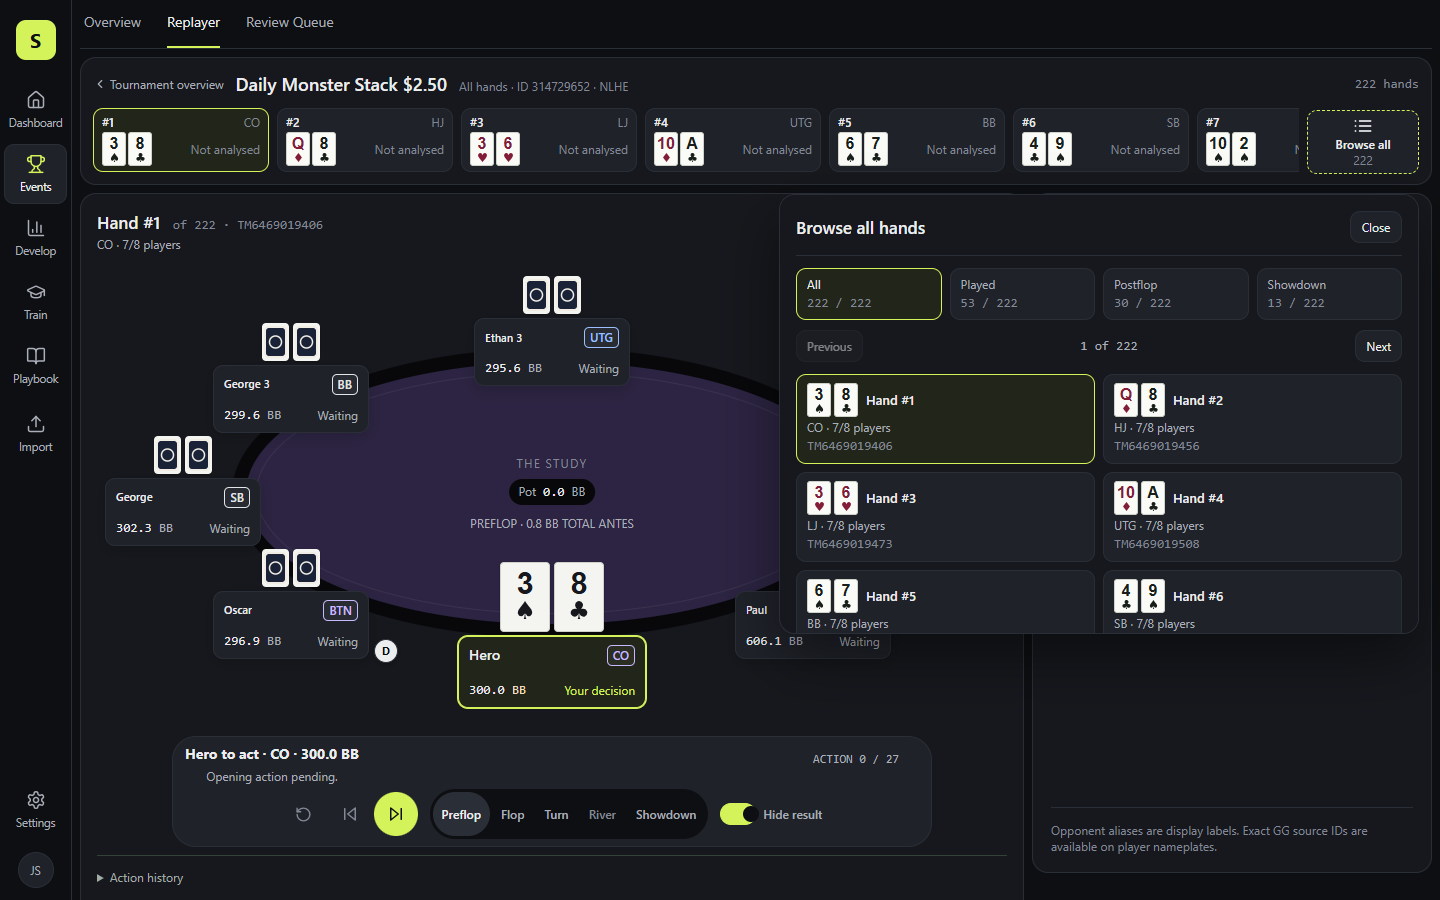 Overview
Replayer
Review Queue
S
Dashboard
Events
Develop
Train
Playbook
Import
Settings
JS
Tournament overview
Daily Monster Stack $2.50
All hands · ID 314729652 · NLHE
222 hands
#1 CO
3 8
Not analysed
#2 HJ
Q 8
Not analysed
#3 LJ
3 6
Not analysed
#4 UTG
10 A
Not analysed
#5 BB
6 7
Not analysed
#6 SB
4 9
Not analysed
#7
10 2
Browse all
222
Hand #1 of 222 · TM6469019406
CO · 7/8 players
Ethan 3 UTG
295.6 BB Waiting
George 3 BB
299.6 BB Waiting
George SB
302.3 BB Waiting
THE STUDY
Pot 0.0 BB
PREFLOP · 0.8 BB TOTAL ANTES
3 8
Oscar BTN
296.9 BB Waiting
D
Hero CO
300.0 BB Your decision
Paul
606.1 BB Waiting
Hero to act · CO · 300.0 BB
ACTION 0 / 27
Opening action pending.
Preflop Flop Turn River Showdown
Hide result
Action history
Browse all hands
Close
All
222 / 222
Played
53 / 222
Postflop
30 / 222
Showdown
13 / 222
Previous
1 of 222
Next
3 8 Hand #1
CO · 7/8 players
TM6469019406
Q 8 Hand #2
HJ · 7/8 players
TM6469019456
3 6 Hand #3
LJ · 7/8 players
TM6469019473
10 A Hand #4
UTG · 7/8 players
TM6469019508
6 7 Hand #5
BB · 7/8 players
4 9 Hand #6
SB · 7/8 players
Opponent aliases are display labels. Exact GG source IDs are
available on player nameplates.